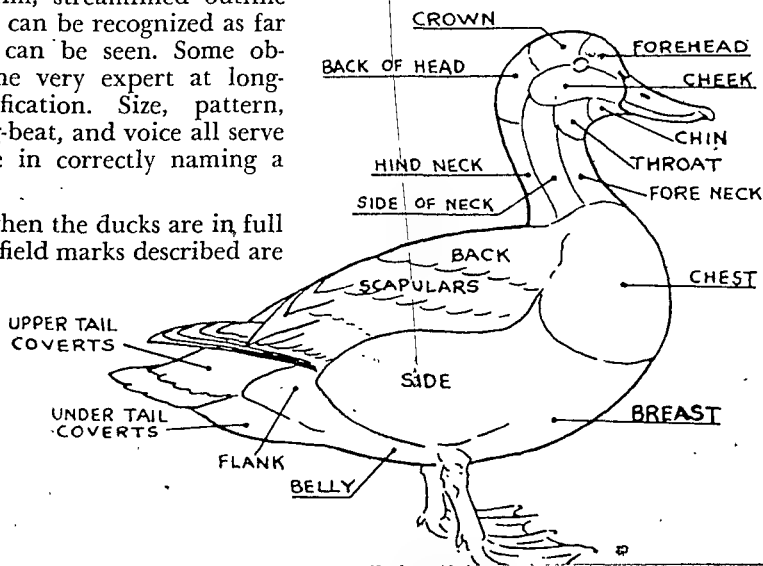 can be recognized as far
can be seen. Some ob-
very expert at long-
fication. Size, pattern,
-beat, and voice all serve
in correctly naming a
hen the ducks are in full
field marks described are
CROWN
FOREHEAD
BACK OF HEAD
CHEEK
CHIN
THROAT
HIND NECK
FORE NECK
SIDE OF NECK
BACK
CHEST
SCAPULARS
UPPER TAIL
COVERTS
SIDE
BREAST
UNDER TAIL
COVERTS
FLANK
BELLY